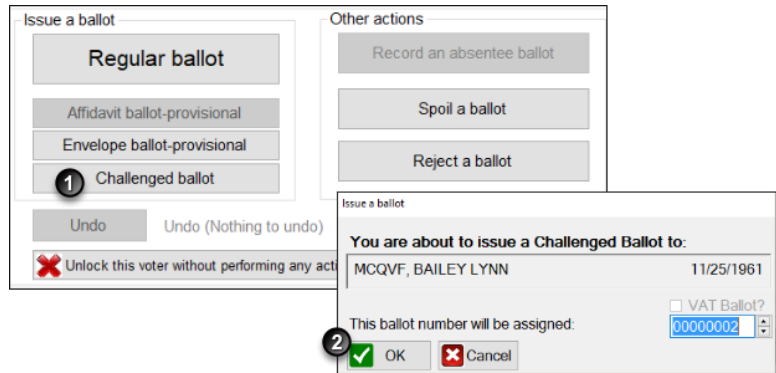 Issue a ballot
Regular ballot
Affidavit ballot-provisional
Envelope ballot-provisional
1
Challenged ballot
Undo
Undo (Nothing to undo)
Unlock this voter without performing any acti
Other actions
Record an absentee ballot
Spoil a ballot
Reject a ballot
Issue a ballot
You are about to issue a Challenged Ballot to:
MCQVF, BAILEY LYNN 11/25/1961
VAT Ballot?
This ballot number will be assigned: 00000002
2
OK Cancel